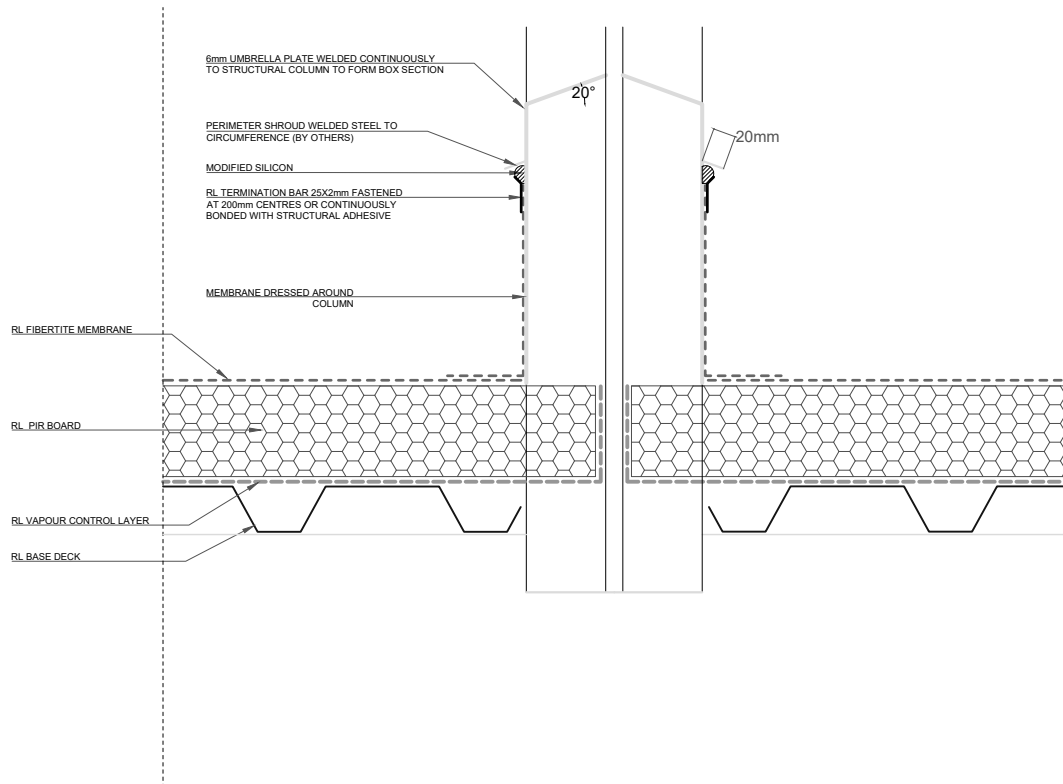 6mm UMBRELLA PLATE WELDED CONTINUOUSLY
TO STRUCTURAL COLUMN TO FORM BOX SECTION
20°
PERIMETER SHROUD WELDED STEEL TO
CIRCUMFERENCE (BY OTHERS)
20mm
MODIFIED SILICON
RL TERMINATION BAR 25X2mm FASTENED
AT 200mm CENTRES OR CONTINUOUSLY
BONDED WITH STRUCTURAL ADHESIVE
MEMBRANE DRESSED AROUND
COLUMN
RL FIBERTITE MEMBRANE
RL PIR BOARD
RL VAPOUR CONTROL LAYER
RL BASE DECK